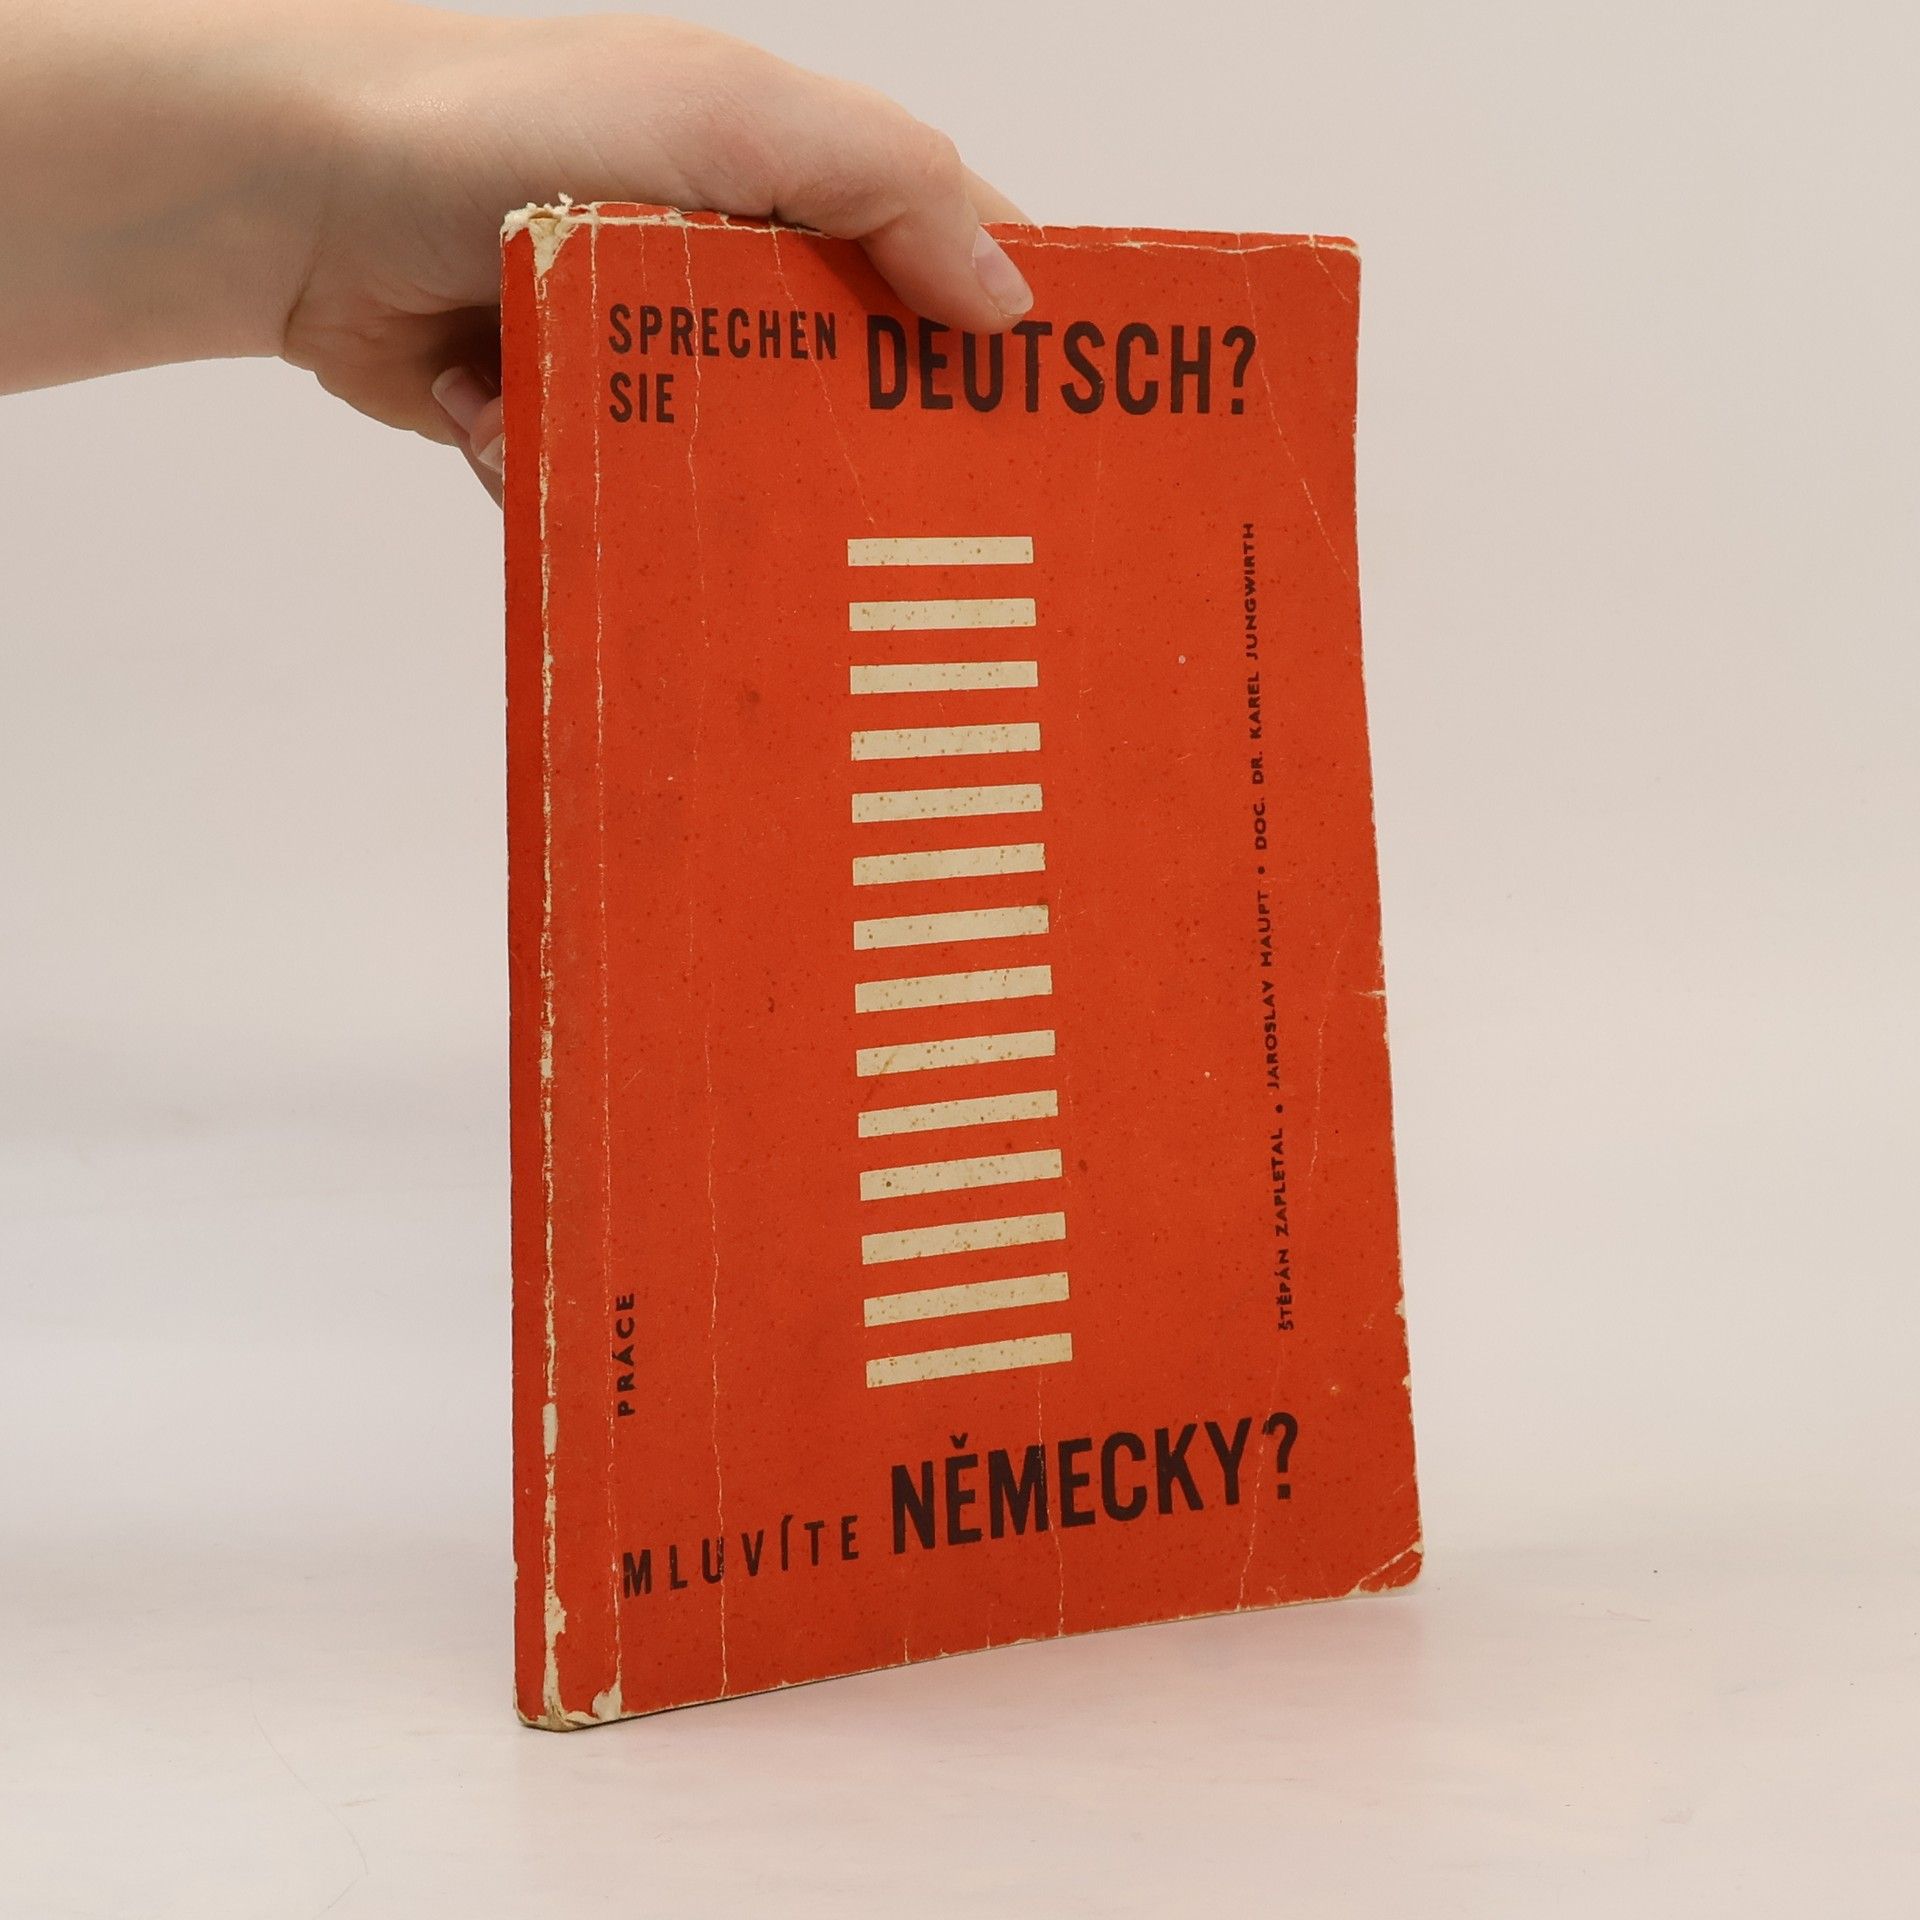 SPRECHEN DEUTSCH?
SIE
ŠTĚPÁN ZAPLETAL • JAROSLAV HAUPT • DOC. DR. KAREL JUNGWIRTH
PRÁCE
MLUVÍTE NĚMECKY?